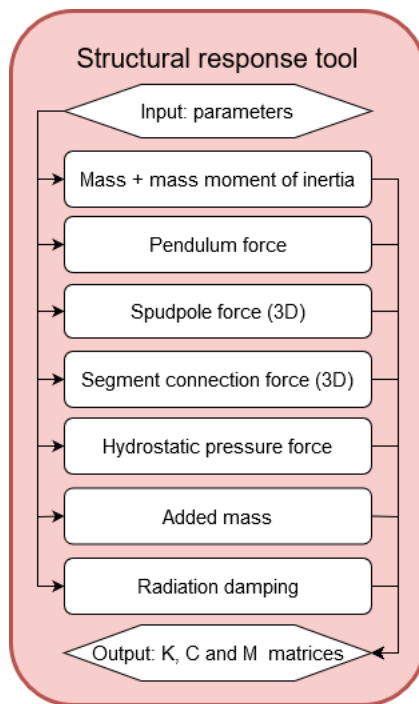 Structural response tool
Input: parameters
Mass + mass moment of inertia
Pendulum force
Spudpole force (3D)
Segment connection force (3D)
Hydrostatic pressure force
Added mass
Radiation damping
Output: K, C and M matrices